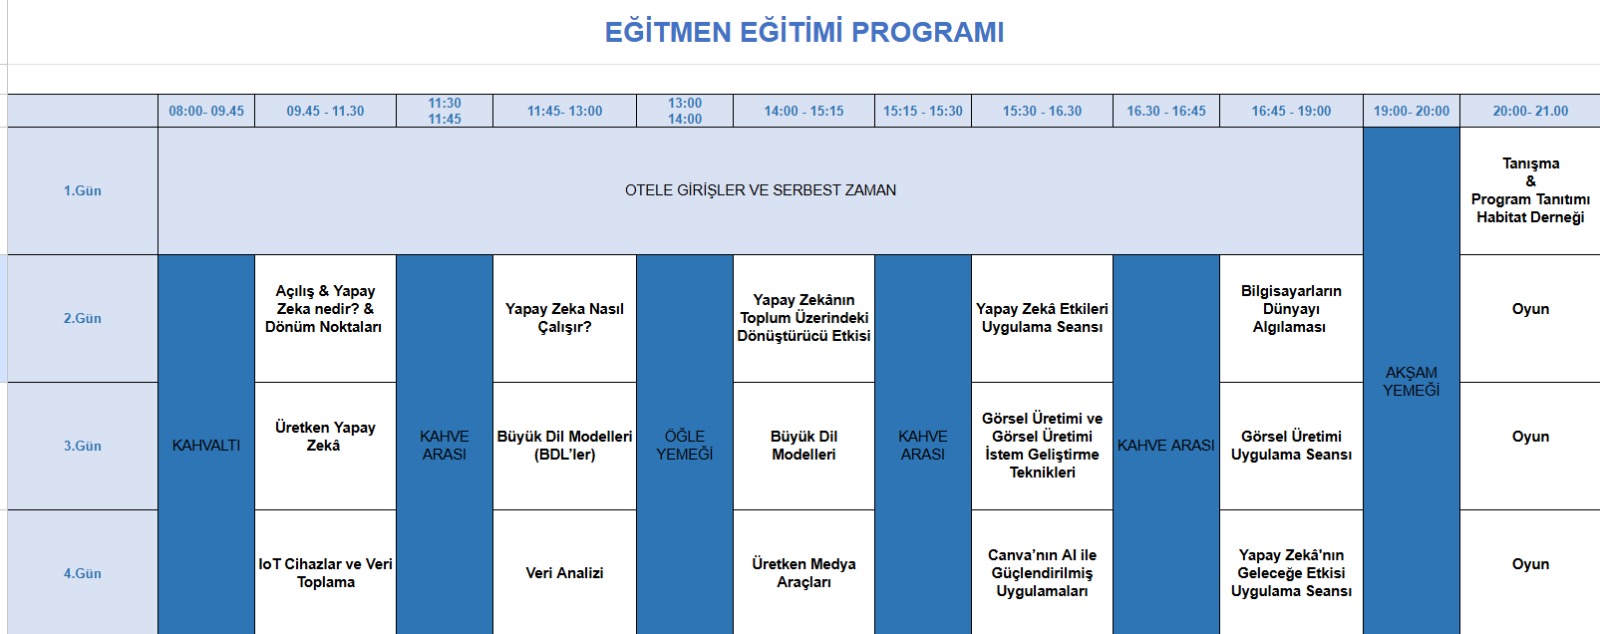 EĞİTMEN EĞİTİMİ PROGRAMI
08:00- 09.45
09.45 - 11.30
11:30
11:45
11:45- 13:00
13:00
14:00
14:00 - 15:15
15:15 - 15:30
15:30 - 16.30
16.30 - 16:45
16:45 - 19:00
19:00- 20:00
20:00- 21.00
1.Gün
OTELE GİRİŞLER VE SERBEST ZAMAN
Tanışma
&
Program Tanıtımı
Habitat Derneği
2.Gün
Açılış & Yapay
Zeka nedir? &
Dönüm Noktaları
Yapay Zeka Nasıl
Çalışır?
Yapay Zekânın
Toplum Üzerindeki
Dönüştürücü Etkisi
Yapay Zekâ Etkileri
Uygulama Seansı
Bilgisayarların
Dünyayı
Algılaması
AKŞAM
YEMEĞİ
Oyun
3.Gün
KAHVALTI
Üretken Yapay
Zekâ
KAHVE
ARASI
Büyük Dil Modelleri
(BDL’ler)
ÖĞLE
YEMEĞİ
Büyük Dil
Modelleri
KAHVE
ARASI
Görsel Üretimi ve
Görsel Üretimi
İstem Geliştirme
Teknikleri
KAHVE ARASI
Görsel Üretimi
Uygulama Seansı
Oyun
4.Gün
IoT Cihazlar ve Veri
Toplama
Veri Analizi
Üretken Medya
Araçları
Canva’nın AI ile
Güçlendirilmiş
Uygulamaları
Yapay Zekâ'nın
Geleceğe Etkisi
Uygulama Seansı
Oyun